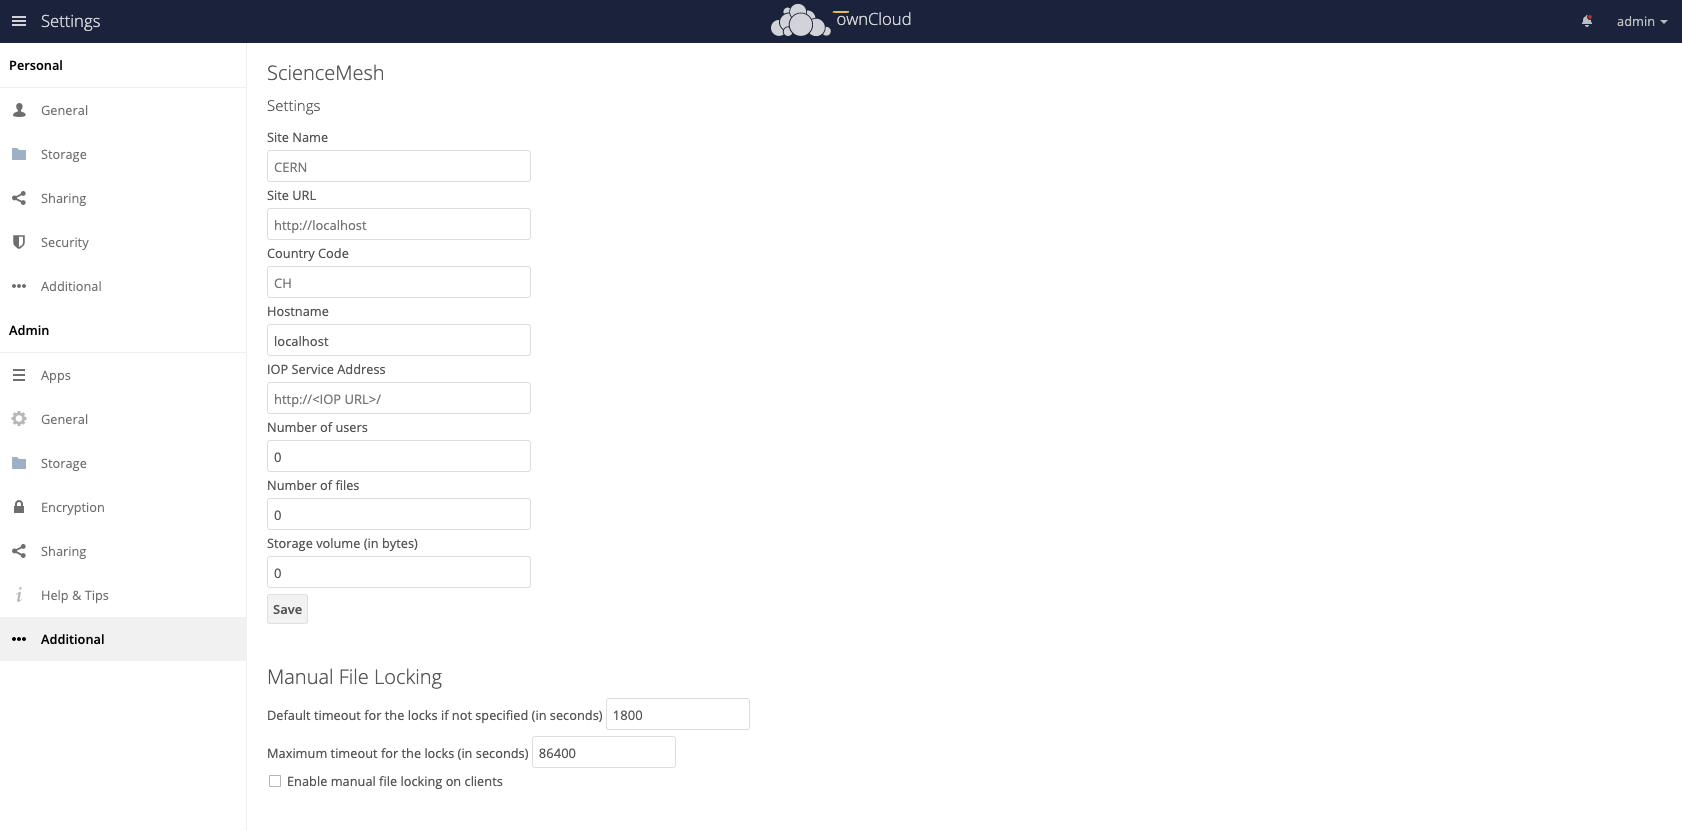 Settings
ownCloud
admin
Personal
General
Storage
Sharing
Security
Additional
Admin
Apps
General
Storage
Encryption
Sharing
Help & Tips
Additional
ScienceMesh
Settings
Site Name
CERN
Site URL
http://localhost
Country Code
CH
Hostname
localhost
IOP Service Address
http://<IOP URL>/
Number of users
0
Number of files
0
Storage volume (in bytes)
0
Save
Manual File Locking
Default timeout for the locks if not specified (in seconds) 1800
Maximum timeout for the locks (in seconds) 86400
Enable manual file locking on clients